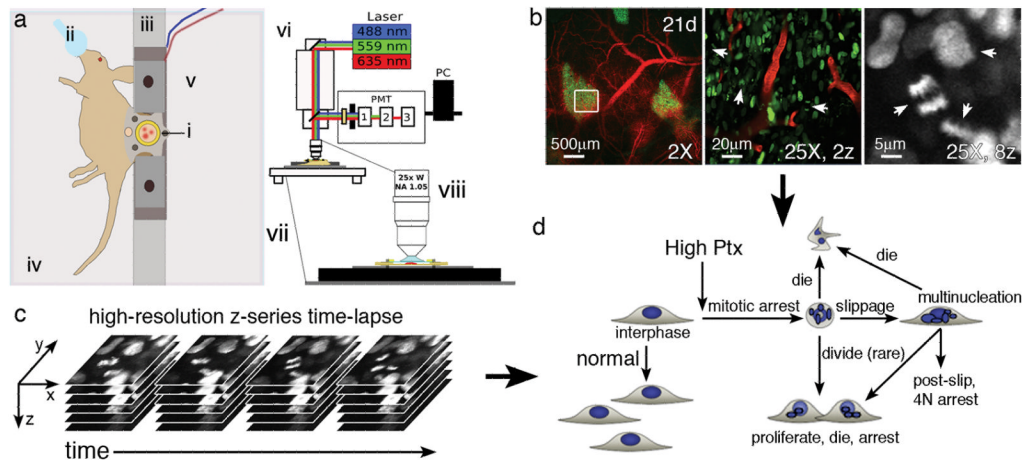 a
ii
iii
v
i
iv
vi
Laser
488 nm
559 nm
635 nm
PC
PMT
1
2
3
25x W
NA 1.05
viii
vii
b
21d
500μm
2X
20μm
25X, 2z
5μm
25X, 8z
c
high-resolution z-series time-lapse
y
x
z
time
d
High Ptx
die
die
mitotic arrest
slippage
multinucleation
interphase
normal
divide (rare)
post-slip,
4N arrest
proliferate, die, arrest